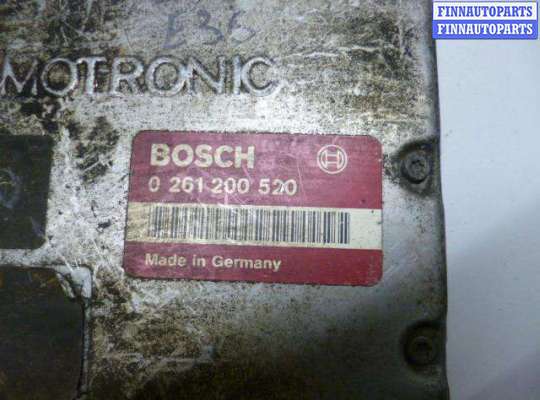 FINNAUTOPARTS
FINNAUTOPARTS
E36
MOTRONIC
BOSCH
0 261 200 520
Made in Germany